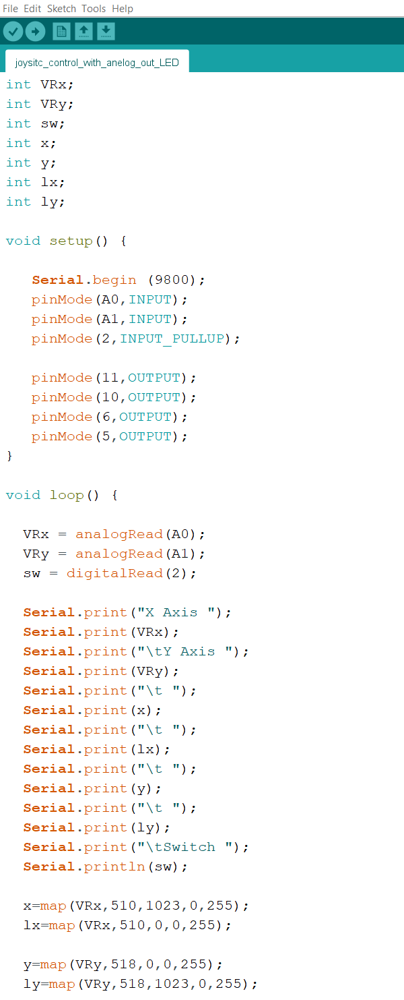 File Edit Sketch Tools Help
joysitc_control_with_anelog_out_LED
int VRx;
int VRy;
int sw;
int x;
int y;
int lx;
int ly;
void setup() {
Serial.begin (9800);
pinMode(A0,INPUT);
pinMode(A1,INPUT);
pinMode(2,INPUT_PULLUP);
pinMode(11,OUTPUT);
pinMode(10,OUTPUT);
pinMode(6,OUTPUT);
pinMode(5,OUTPUT);
}
void loop() {
VRx = analogRead(A0);
VRy = analogRead(A1);
sw = digitalRead(2);
Serial.print("X Axis ");
Serial.print(VRx);
Serial.print("\tY Axis ");
Serial.print(VRy);
Serial.print("\t ");
Serial.print(x);
Serial.print("\t ");
Serial.print(lx);
Serial.print("\t ");
Serial.print(y);
Serial.print("\t ");
Serial.print(ly);
Serial.print("\tSwitch ");
Serial.println(sw);
x=map(VRx,510,1023,0,255);
lx=map(VRx,510,0,0,255);
y=map(VRy,518,0,0,255);
ly=map(VRy,518,1023,0,255);